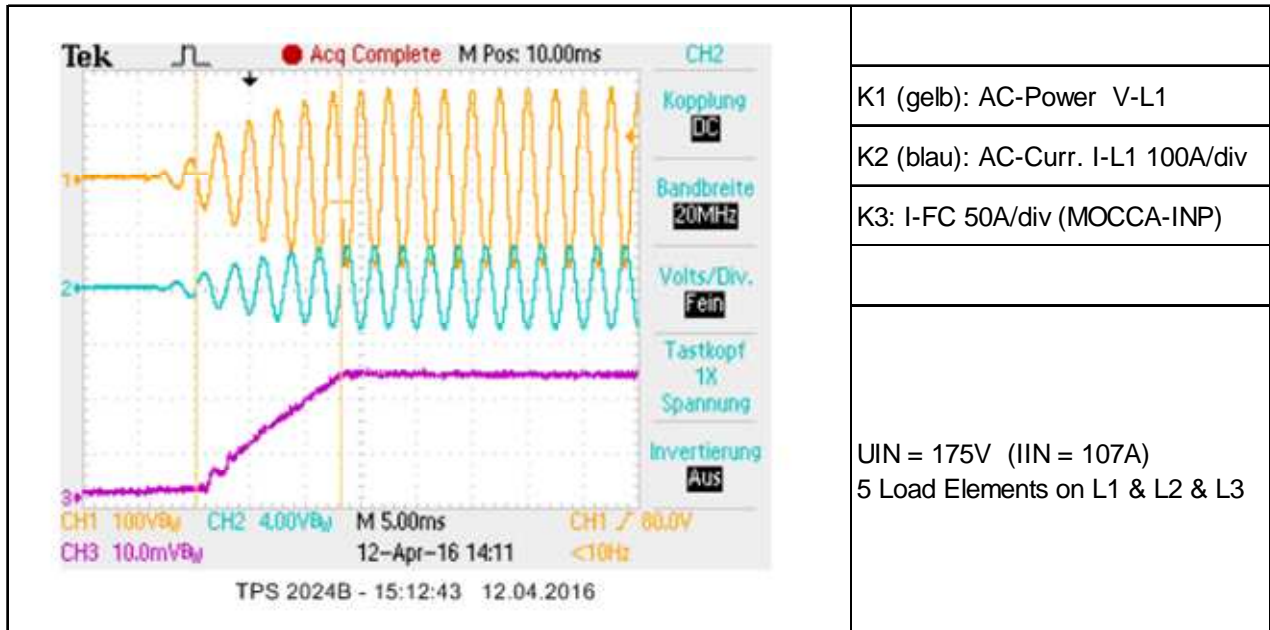 Tek Acq Complete M Pos: 10.00ms CH2
Kopplung
DC
Bandbreite
20MHz
Volts/Div.
Fein
Tastkopf
1X
Spannung
Invertierung
Aus
1
2
3
CH1 100VBW CH2 4.00VBW M 5.00ms CH1 80.0V
CH3 10.0mVBW 12-Apr-16 14:11 <10Hz
TPS 2024B - 15:12:43 12.04.2016
K1 (gelb): AC-Power V-L1
K2 (blau): AC-Curr. I-L1 100A/div
K3: I-FC 50A/div (MOCCA-INP)
UIN = 175V (IIN = 107A)
5 Load Elements on L1 & L2 & L3